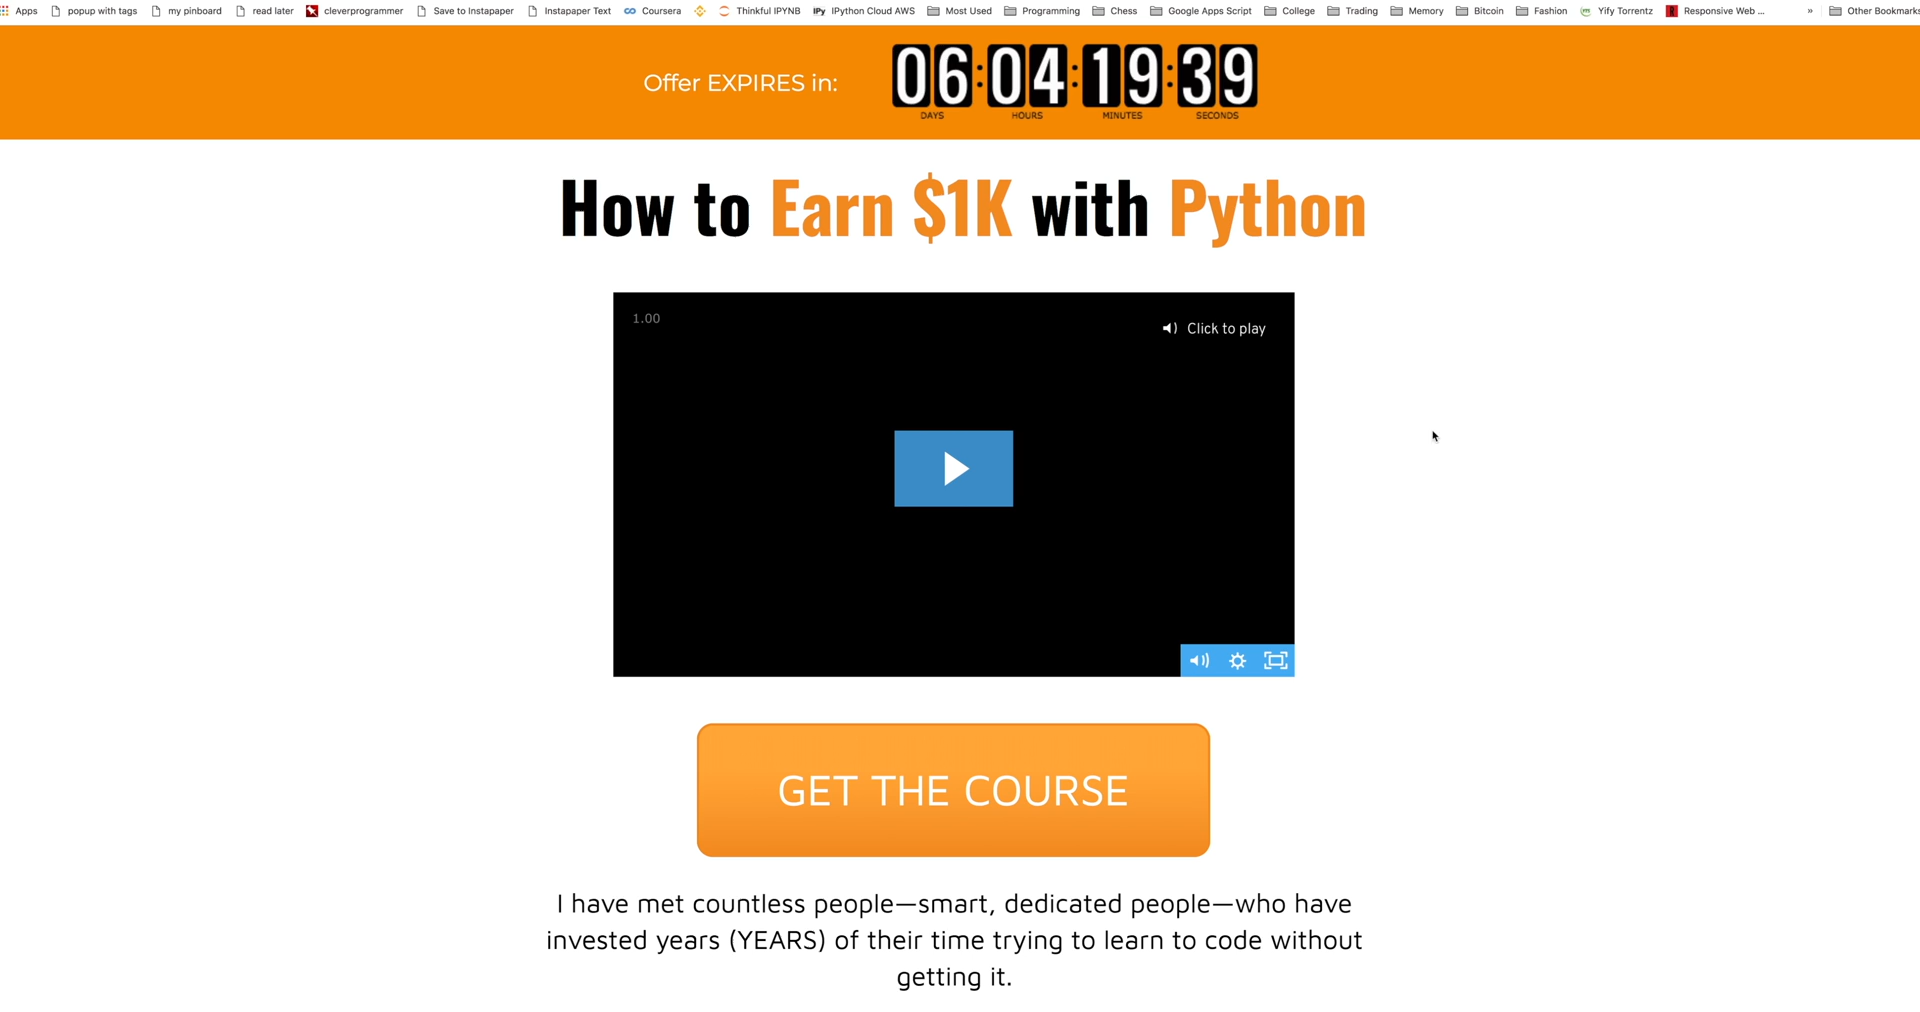 Apps popup with tags my pinboard read later cleverprogrammer Save to Instapaper Instapaper Text Coursera Thinkful IPYNB IPy IPython Cloud AWS Most Used Programming Chess Google Apps Script College Trading Memory Bitcoin Fashion Yify Torrentz Responsive Web ... » Other Bookmarks
Offer EXPIRES in:
06:04:19:39
DAYS HOURS MINUTES SECONDS
How to Earn $1K with Python
1.00
Click to play
GET THE COURSE
I have met countless people—smart, dedicated people—who have
invested years (YEARS) of their time trying to learn to code without
getting it.